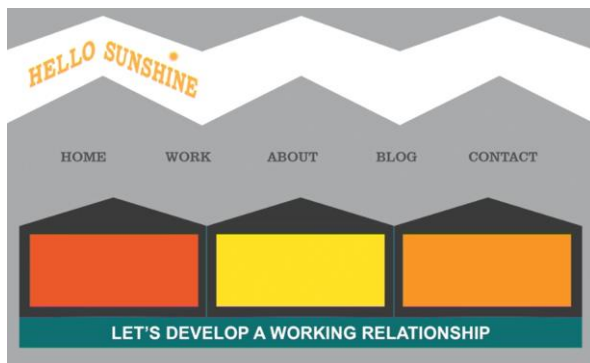 HELLO SUNSHINE
HOME WORK ABOUT BLOG CONTACT
LET'S DEVELOP A WORKING RELATIONSHIP